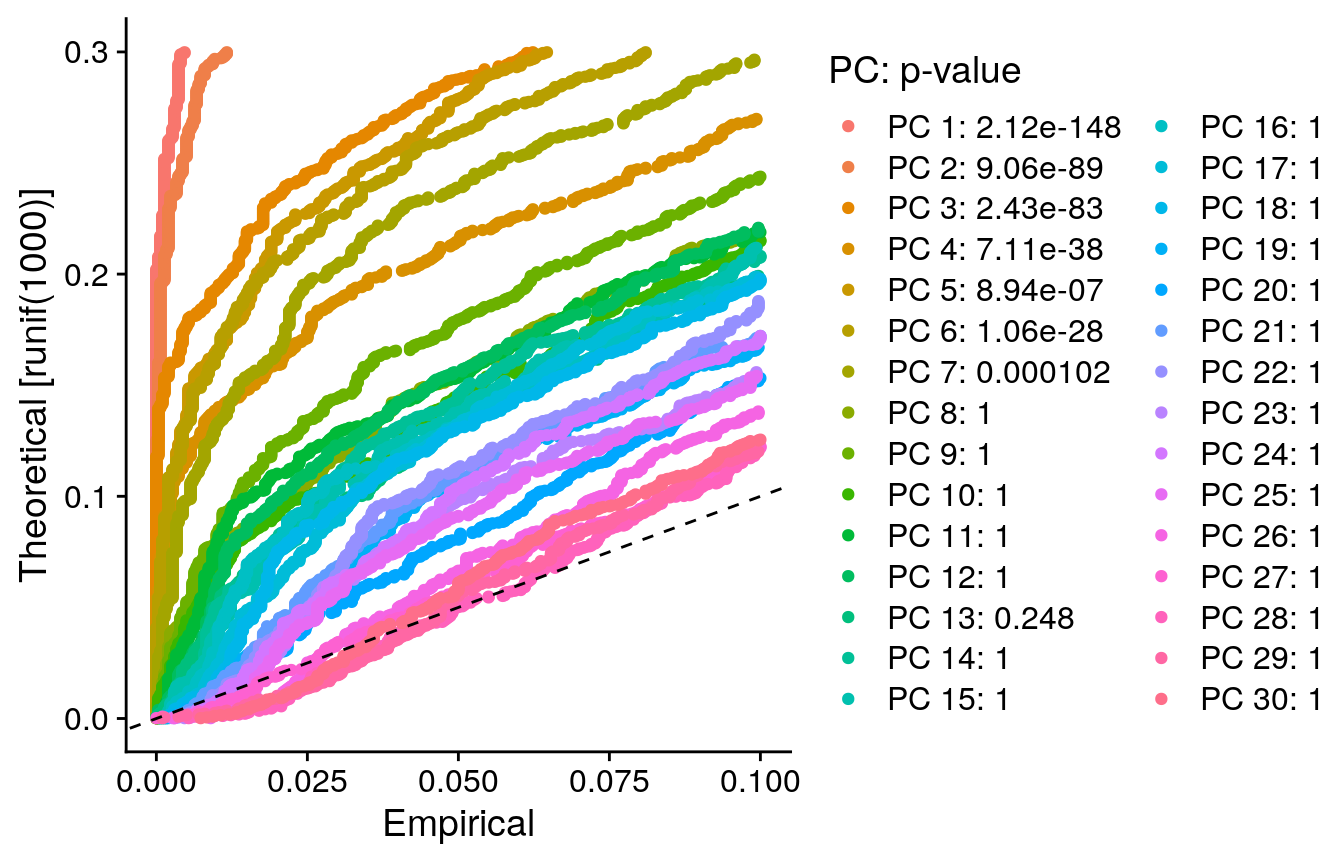 0.3
0.2
0.1
0.0
Theoretical [runif(1000)]
0.000 0.025 0.050 0.075 0.100
Empirical
PC: p-value
PC 1: 2.12e-148
PC 2: 9.06e-89
PC 3: 2.43e-83
PC 4: 7.11e-38
PC 5: 8.94e-07
PC 6: 1.06e-28
PC 7: 0.000102
PC 8: 1
PC 9: 1
PC 10: 1
PC 11: 1
PC 12: 1
PC 13: 0.248
PC 14: 1
PC 15: 1
PC 16: 1
PC 17: 1
PC 18: 1
PC 19: 1
PC 20: 1
PC 21: 1
PC 22: 1
PC 23: 1
PC 24: 1
PC 25: 1
PC 26: 1
PC 27: 1
PC 28: 1
PC 29: 1
PC 30: 1